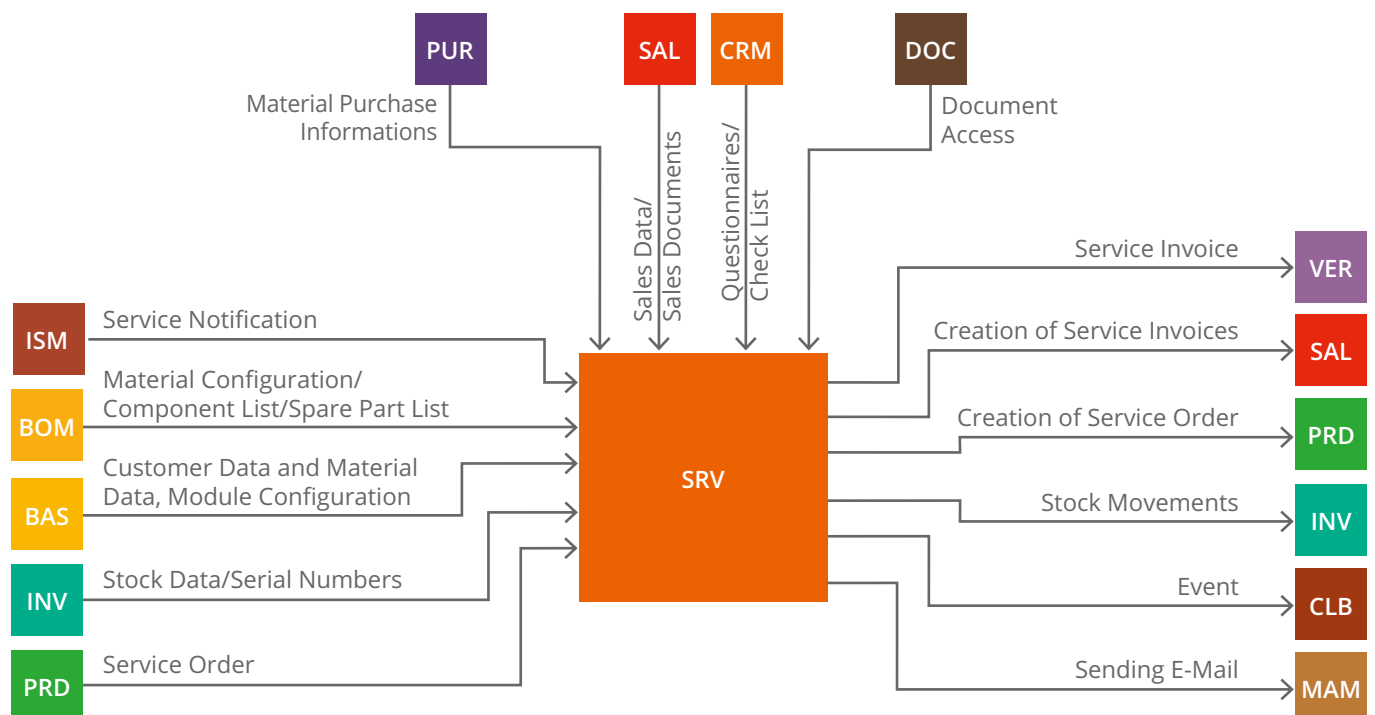 PUR
SAL
CRM
DOC
Material Purchase
Informations
Sales Data/
Sales Documents
Questionnaires/
Check List
Document
Access
ISM
Service Notification
BOM
Material Configuration/
Component List/Spare Part List
BAS
Customer Data and Material
Data, Module Configuration
INV
Stock Data/Serial Numbers
PRD
Service Order
SRV
Service Invoice
VER
Creation of Service Invoices
SAL
Creation of Service Order
PRD
Stock Movements
INV
Event
CLB
Sending E-Mail
MAM